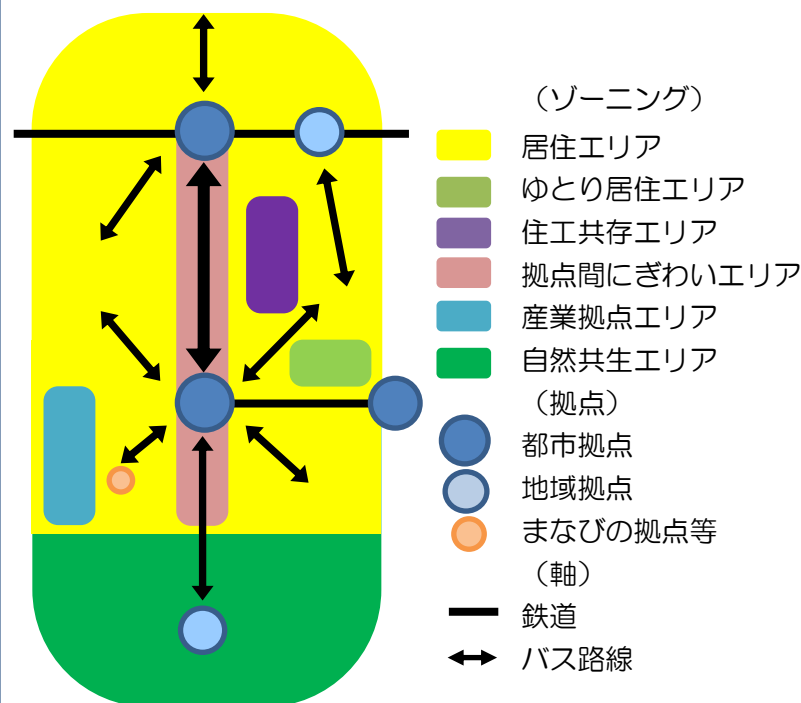 （ゾーニング）
居住エリア
ゆとり居住エリア
住工共存エリア
拠点間にぎわいエリア
産業拠点エリア
自然共生エリア
（拠点）
都市拠点
地域拠点
まなびの拠点等
（軸）
鉄道
バス路線